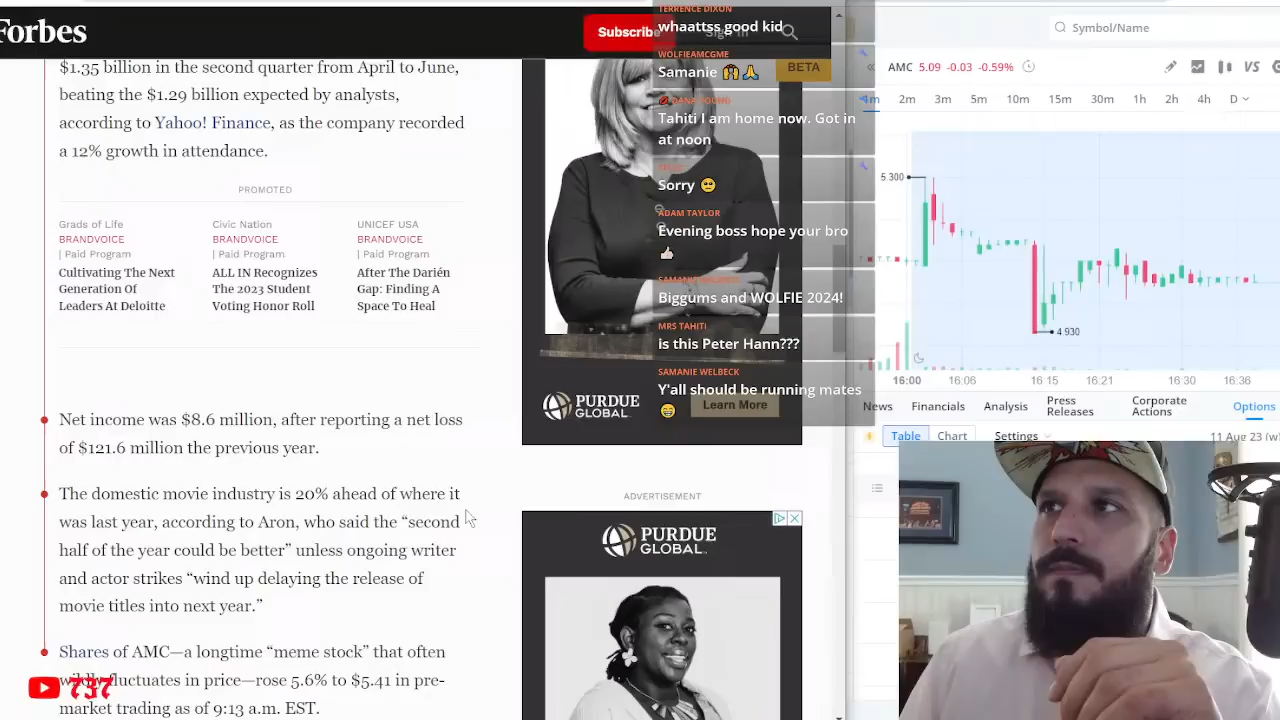 Forbes
Subscribe
Sign In
$1.35 billion in the second quarter from April to June,
beating the $1.29 billion expected by analysts,
according to Yahoo! Finance, as the company recorded
a 12% growth in attendance.
PROMOTED
Grads of Life
BRANDVOICE
| Paid Program
Cultivating The Next
Generation Of
Leaders At Deloitte
Civic Nation
BRANDVOICE
| Paid Program
ALL IN Recognizes
The 2023 Student
Voting Honor Roll
UNICEF USA
BRANDVOICE
| Paid Program
After The Darién
Gap: Finding A
Space To Heal
Net income was $8.6 million, after reporting a net loss
of $121.6 million the previous year.
The domestic movie industry is 20% ahead of where it
was last year, according to Aron, who said the “second
half of the year could be better” unless ongoing writer
and actor strikes “wind up delaying the release of
movie titles into next year.”
Shares of AMC—a longtime “meme stock” that often
wildly fluctuates in price—rose 5.6% to $5.41 in pre-
market trading as of 9:13 a.m. EST.
737
BETA
PURDUE
GLOBAL
Learn More
ADVERTISEMENT
PURDUE
GLOBAL
TERRENCE DIXON
whaattss good kid
WOLFIEAMCGME
Samanie 🙌 🙏
DANA YOUNG
Tahiti I am home now. Got in
at noon
Sorry 🥺
ADAM TAYLOR
Evening boss hope your bro
👍
Biggums and WOLFIE 2024!
MRS TAHITI
is this Peter Hann???
SAMANIE WELBECK
Y'all should be running mates
😁
Symbol/Name
AMC 5.09 -0.03 -0.59%
VS
1m 2m 3m 5m 10m 15m 30m 1h 2h 4h D
5.300
4.930
16:00 16:06 16:15 16:21 16:30 16:36
News Financials Analysis Press Releases Corporate Actions Options
Table Chart Settings 11 Aug 23 (w)